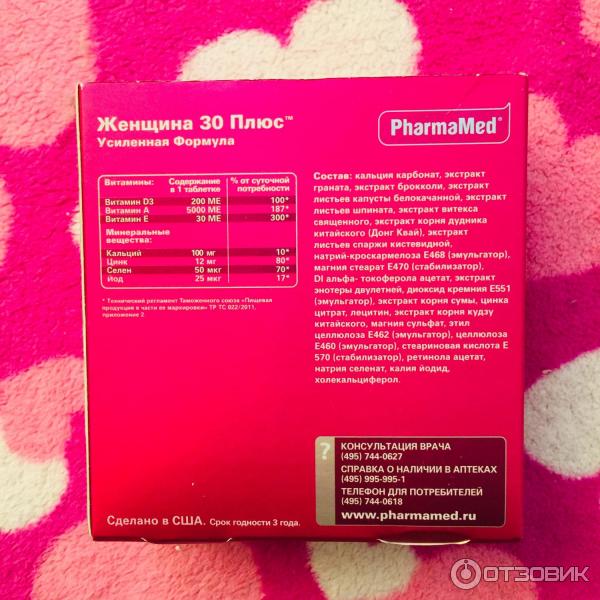 Женщина 30 Плюс™
Усиленная Формула
PharmaMed®
Витамины: Содержание в 1 таблетке % от суточной потребности
Витамин D3 200 МЕ 100*
Витамин А 5000 МЕ 187*
Витамин Е 30 МЕ 300*
Минеральные
вещества:
Кальций 100 мг 10*
Цинк 12 мг 80*
Селен 50 мкг 70*
Йод 25 мкг 17*
* Технический регламент Таможенного союза «Пищевая
продукция в части ее маркировки» ТР ТС 022/2011,
приложение 2
Состав: кальция карбонат, экстракт
граната, экстракт брокколи, экстракт
листьев капусты белокачанной, экстракт
листьев шпината, экстракт витекса
священного, экстракт корня дудника
китайского (Донг Квай), экстракт
листьев спаржи кистевидной,
натрий-кроскармелоза Е468 (эмульгатор),
магния стеарат Е470 (стабилизатор),
Dl альфа- токоферола ацетат, экстракт
энотеры двулетней, диоксид кремния Е551
(эмульгатор), экстракт корня сумы, цинка
цитрат, лецитин, экстракт корня кудзу
китайского, магния сульфат, этил
целлюлоза Е462 (эмульгатор), целлюлоза
Е460 (эмульгатор), стеариновая кислота Е
570 (стабилизатор), ретинола ацетат,
натрия селенат, калия йодид,
холекальциферол.
?
КОНСУЛЬТАЦИЯ ВРАЧА
(495) 744-0627
СПРАВКА О НАЛИЧИИ В АПТЕКАХ
(495) 995-995-1
ТЕЛЕФОН ДЛЯ ПОТРЕБИТЕЛЕЙ
(495) 744-0618
www.pharmamed.ru
Сделано в США. Срок годности 3 года.
ОТЗОВИК